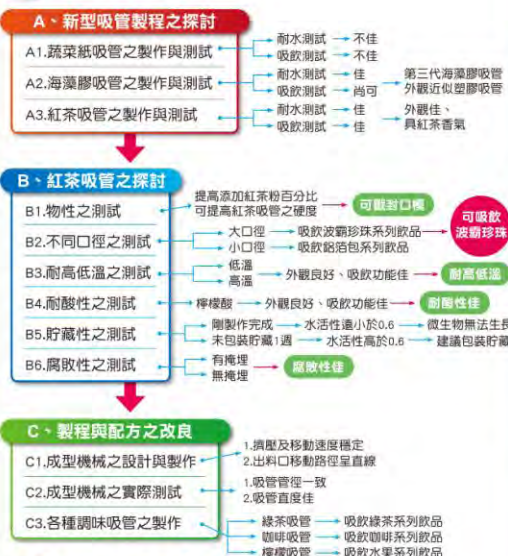 A、新型吸管製程之探討
A1.蔬菜紙吸管之製作與測試
耐水測試 → 不佳
吸飲測試 → 不佳
A2.海藻膠吸管之製作與測試
耐水測試 → 佳
吸飲測試 → 尚可
第三代海藻膠吸管
外觀近似塑膠吸管
A3.紅茶吸管之製作與測試
耐水測試 → 佳
吸飲測試 → 佳
外觀佳、
具紅茶香氣
B、紅茶吸管之探討
B1.物性之測試
提高添加紅茶粉百分比
可提高紅茶吸管之硬度
可戳封口模
B2.不同口徑之測試
大口徑 → 吸飲波霸珍珠系列飲品
小口徑 → 吸飲鋁箔包系列飲品
可吸飲
波霸珍珠
B3.耐高低溫之測試
低溫
高溫
外觀良好、吸飲功能佳
耐高低溫
B4.耐酸性之測試
檸檬酸 → 外觀良好、吸飲功能佳
耐酸性佳
B5.貯藏性之測試
剛製作完成 → 水活性遠小於0.6 → 微生物無法生長
未包裝貯藏1週 → 水活性高於0.6 → 建議包裝貯藏
B6.腐敗性之測試
有掩埋
無掩埋
腐敗性佳
C、製程與配方之改良
C1.成型機械之設計與製作
1.擠壓及移動速度穩定
2.出料口移動路徑呈直線
C2.成型機械之實際測試
1.吸管管徑一致
2.吸管直度佳
C3.各種調味吸管之製作
綠茶吸管 → 吸飲綠茶系列飲品
咖啡吸管 → 吸飲咖啡系列飲品
檸檬吸管 → 吸飲水果系列飲品